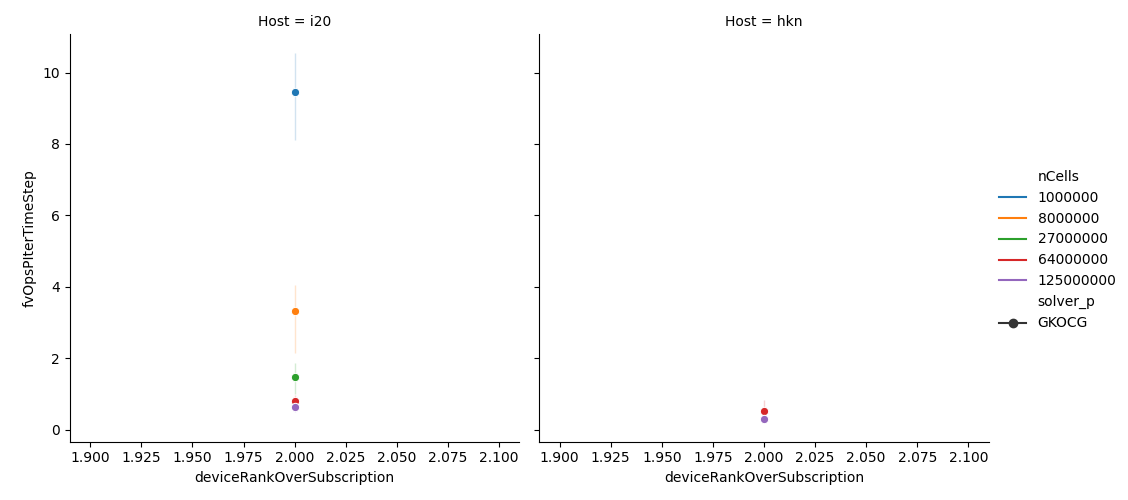 Host = i20
Host = hkn
fvOpsPIterTimeStep
10
8
6
4
2
0
1.900 1.925 1.950 1.975 2.000 2.025 2.050 2.075 2.100
1.900 1.925 1.950 1.975 2.000 2.025 2.050 2.075 2.100
deviceRankOverSubscription
deviceRankOverSubscription
nCells
1000000
8000000
27000000
64000000
125000000
solver_p
GKOCG